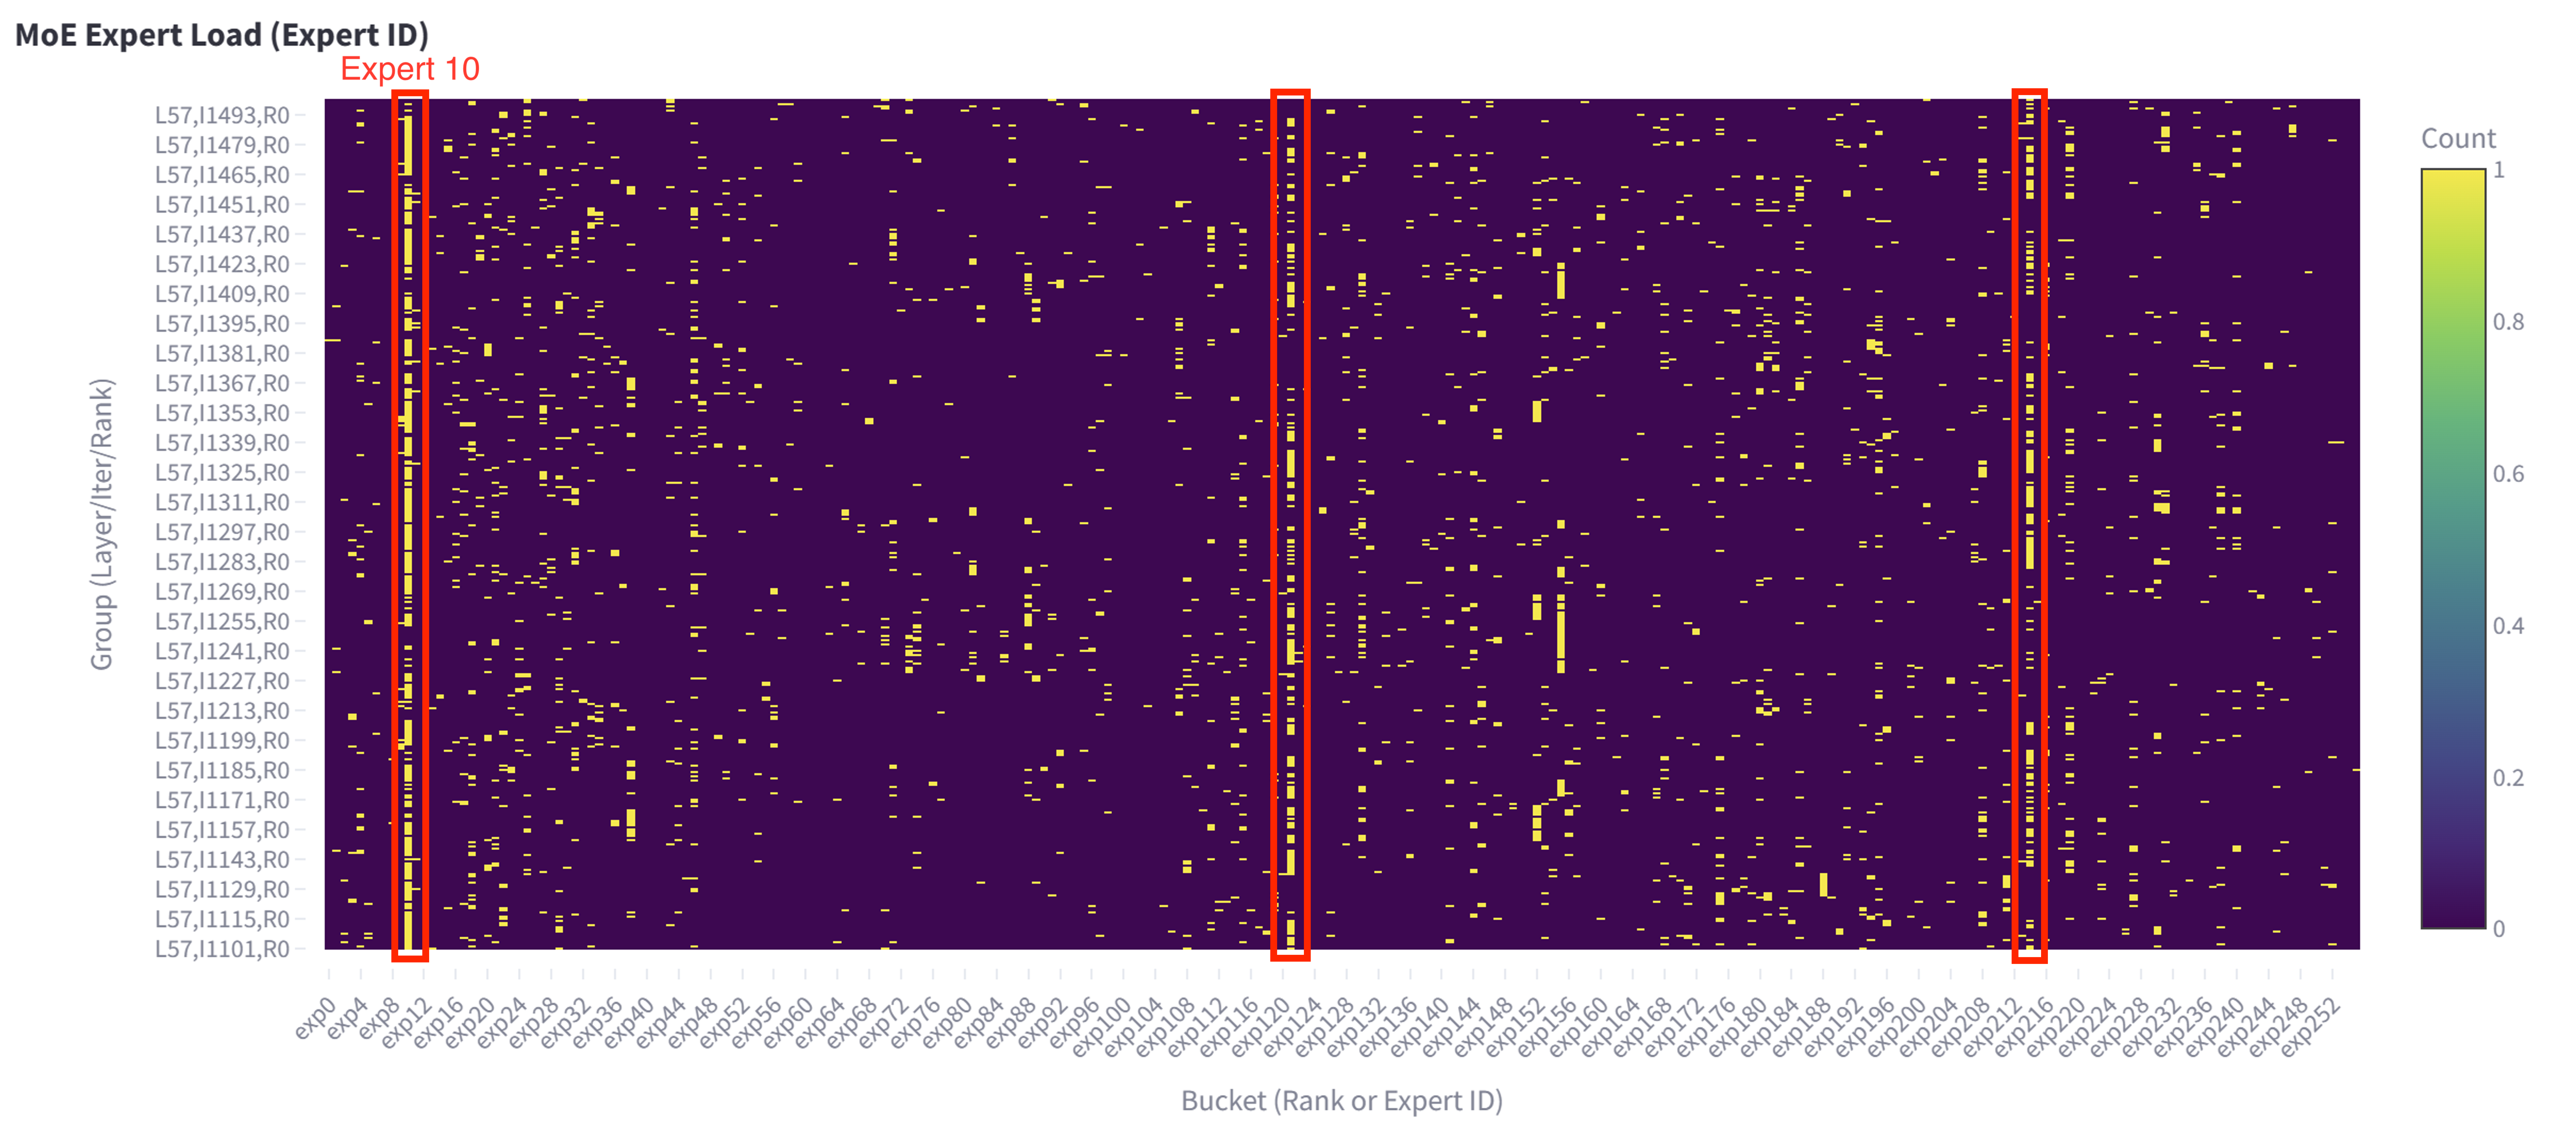 MoE Expert Load (Expert ID)
Expert 10
Group (Layer/Iter/Rank)
L57,I1493,R0
L57,I1479,R0
L57,I1465,R0
L57,I1451,R0
L57,I1437,R0
L57,I1423,R0
L57,I1409,R0
L57,I1395,R0
L57,I1381,R0
L57,I1367,R0
L57,I1353,R0
L57,I1339,R0
L57,I1325,R0
L57,I1311,R0
L57,I1297,R0
L57,I1283,R0
L57,I1269,R0
L57,I1255,R0
L57,I1241,R0
L57,I1227,R0
L57,I1213,R0
L57,I1199,R0
L57,I1185,R0
L57,I1171,R0
L57,I1157,R0
L57,I1143,R0
L57,I1129,R0
L57,I1115,R0
L57,I1101,R0
exp0 exp4 exp8 exp12 exp16 exp20 exp24 exp28 exp32 exp36 exp40 exp44 exp48 exp52 exp56 exp60 exp64 exp68 exp72 exp76 exp80 exp84 exp88 exp92 exp96 exp100 exp104 exp108 exp112 exp116 exp120 exp124 exp128 exp132 exp136 exp140 exp144 exp148 exp152 exp156 exp160 exp164 exp168 exp172 exp176 exp180 exp184 exp188 exp192 exp196 exp200 exp204 exp208 exp212 exp216 exp220 exp224 exp228 exp232 exp236 exp240 exp244 exp248 exp252
Bucket (Rank or Expert ID)
Count
1
0.8
0.6
0.4
0.2
0